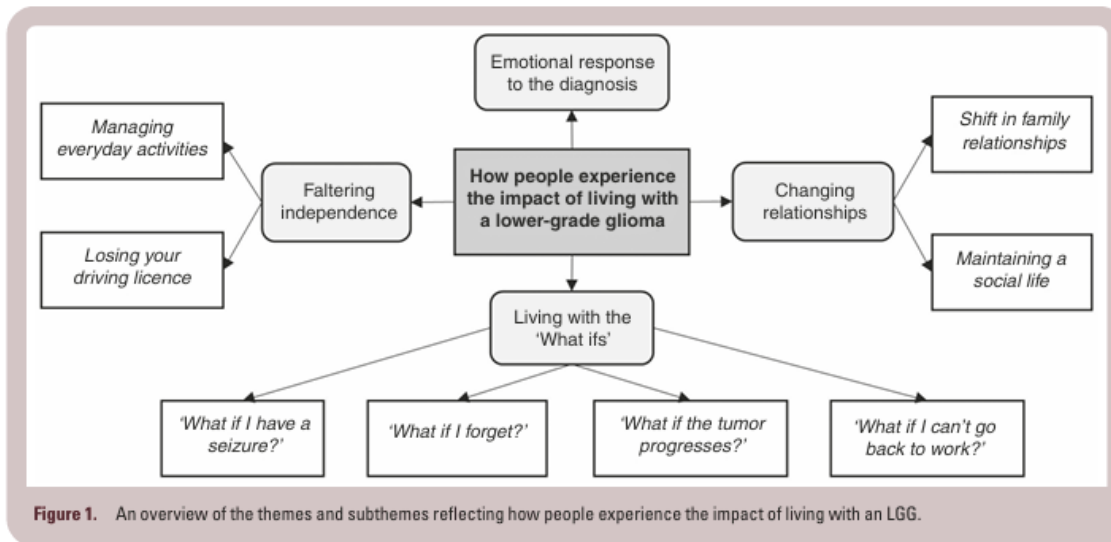 Emotional response
to the diagnosis
Managing
everyday activities
Shift in family
relationships
Faltering
independence
How people experience
the impact of living with
a lower-grade glioma
Changing
relationships
Losing your
driving licence
Maintaining a
social life
Living with the
‘What ifs’
‘What if I have a
seizure?’
‘What if I forget?’
‘What if the tumor
progresses?’
‘What if I can’t go
back to work?’
Figure 1. An overview of the themes and subthemes reflecting how people experience the impact of living with an LGG.